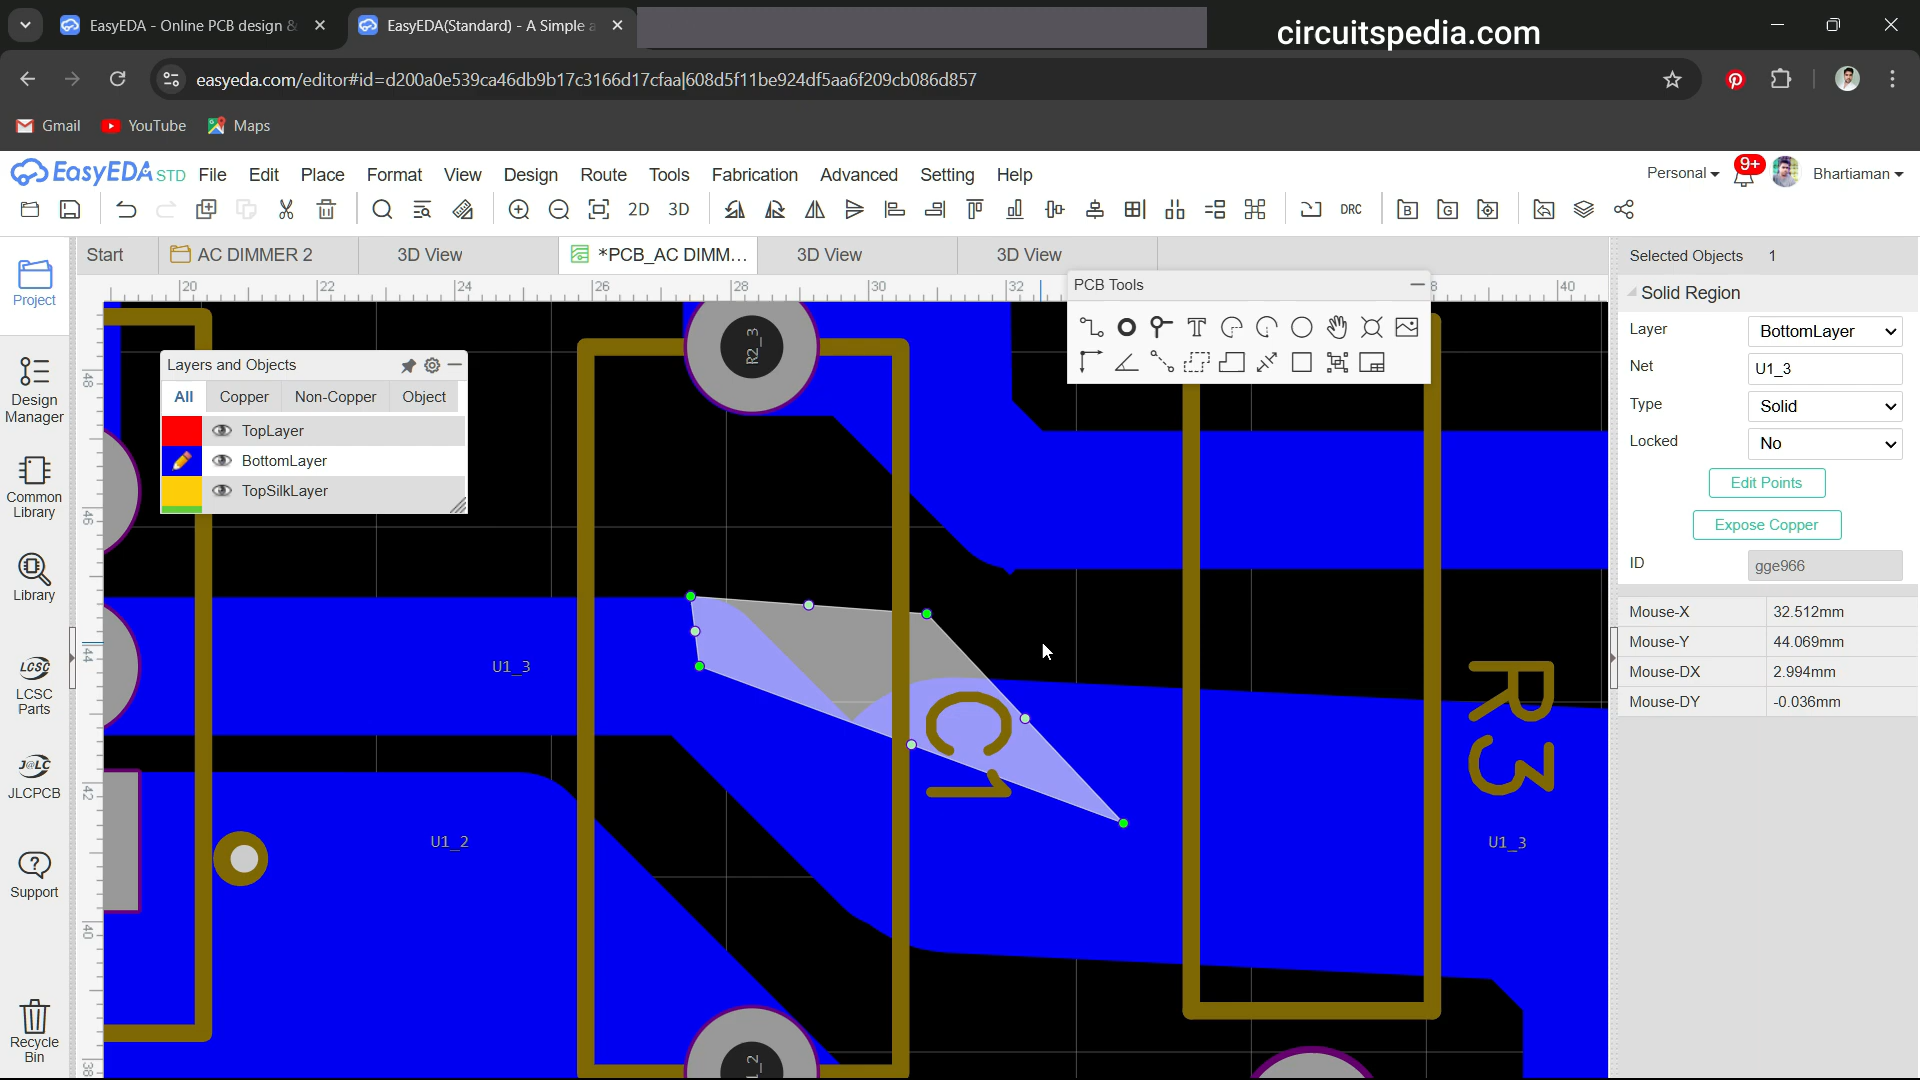 EasyEDA - Online PCB design &
EasyEDA(Standard) - A Simple a
circuitspedia.com
easyeda.com/editor#id=d200a0e539ca46db9b17c3166d17cfaa|608d5f11be924df5aa6f209cb086d857
Gmail
YouTube
Maps
EasyEDA STD
File
Edit
Place
Format
View
Design
Route
Tools
Fabrication
Advanced
Setting
Help
Personal
9+
Bhartiaman
2D
3D
DRC
B
G
Start
AC DIMMER 2
3D View
*PCB_AC DIMM...
3D View
3D View
Project
Design
Manager
Common
Library
Library
LCSC
LCSC
Parts
J@LC
JLCPCB
Support
Recycle
Bin
20
22
24
26
28
30
32
8
40
48
46
44
42
40
38
Layers and Objects
All
Copper
Non-Copper
Object
TopLayer
BottomLayer
TopSilkLayer
PCB Tools
R2_3
U1_3
U1_2
C1
R3
U1_3
Selected Objects 1
Solid Region
Layer BottomLayer
Net U1_3
Type Solid
Locked No
Edit Points
Expose Copper
ID gge966
Mouse-X 32.512mm
Mouse-Y 44.069mm
Mouse-DX 2.994mm
Mouse-DY -0.036mm